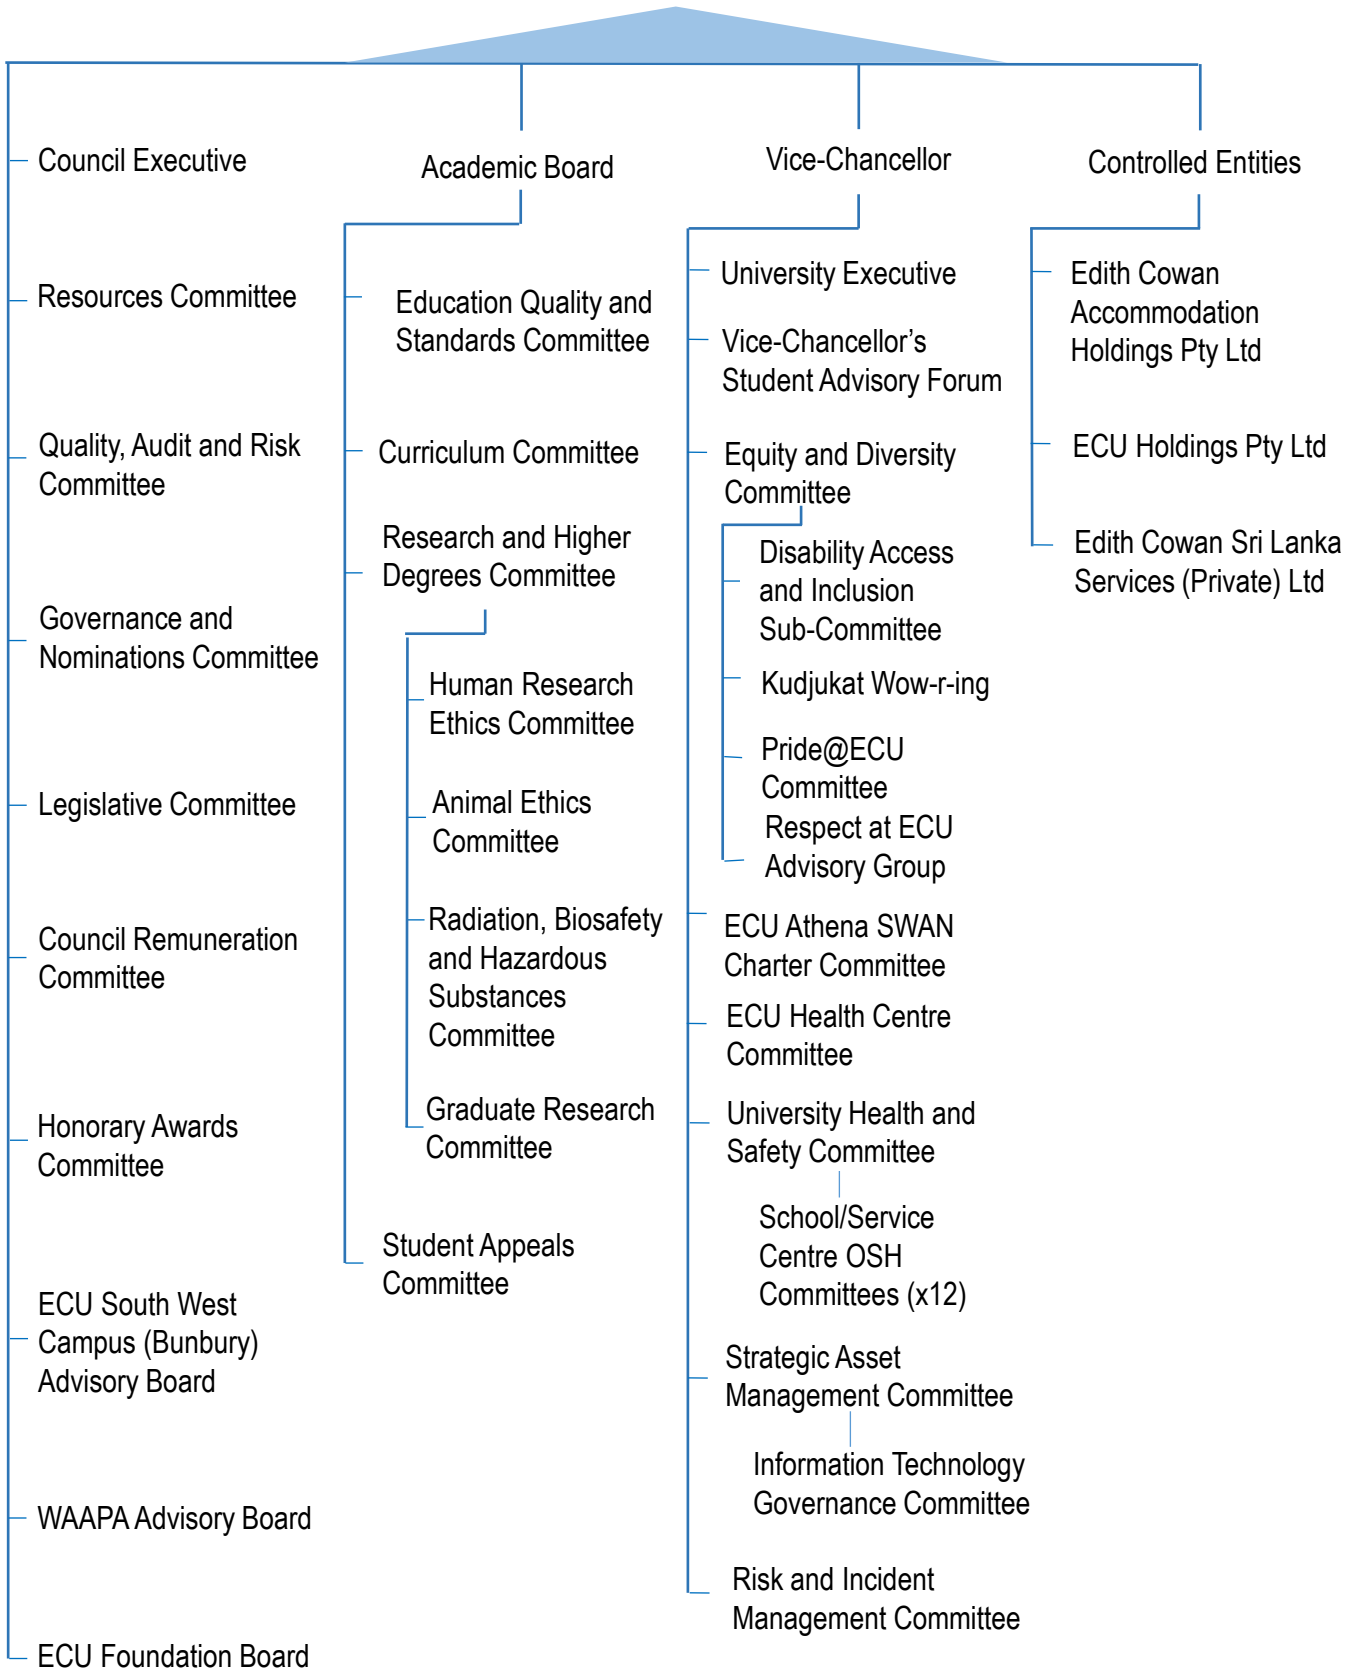 Council Executive
Resources Committee
Quality, Audit and Risk
Committee
Governance and
Nominations Committee
Legislative Committee
Council Remuneration
Committee
Honorary Awards
Committee
ECU South West
Campus (Bunbury)
Advisory Board
WAAPA Advisory Board
ECU Foundation Board
Academic Board
Education Quality and
Standards Committee
Curriculum Committee
Research and Higher
Degrees Committee
Human Research
Ethics Committee
Animal Ethics
Committee
Radiation, Biosafety
and Hazardous
Substances
Committee
Graduate Research
Committee
Student Appeals
Committee
Vice-Chancellor
University Executive
Vice-Chancellor’s
Student Advisory Forum
Equity and Diversity
Committee
Disability Access
and Inclusion
Sub-Committee
Kudjukat Wow-r-ing
Pride@ECU
Committee
Respect at ECU
Advisory Group
ECU Athena SWAN
Charter Committee
ECU Health Centre
Committee
University Health and
Safety Committee
School/Service
Centre OSH
Committees (x12)
Strategic Asset
Management Committee
Information Technology
Governance Committee
Risk and Incident
Management Committee
Controlled Entities
Edith Cowan
Accommodation
Holdings Pty Ltd
ECU Holdings Pty Ltd
Edith Cowan Sri Lanka
Services (Private) Ltd